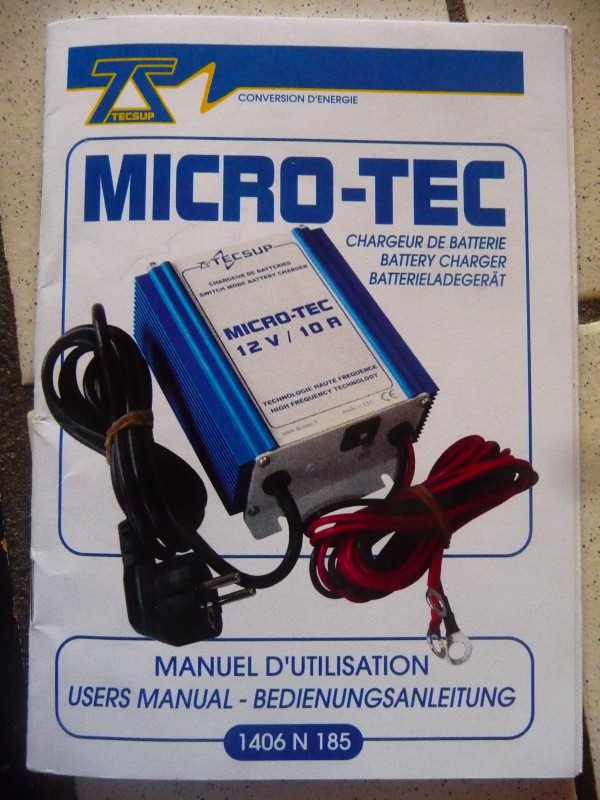 TECSUP
CONVERSION D'ENERGIE
MICRO-TEC
CHARGEUR DE BATTERIE
BATTERY CHARGER
BATTERIELADEGERÄT
TECSUP
CHARGEUR DE BATTERIES
SWITCH MODE BATTERY CHARGER
MICRO-TEC
12 V / 10 A
TECHNOLOGIE HAUTE FREQUENCE
HIGH FREQUENCY TECHNOLOGY
CE
MANUEL D'UTILISATION
USERS MANUAL - BEDIENUNGSANLEITUNG
1406 N 185